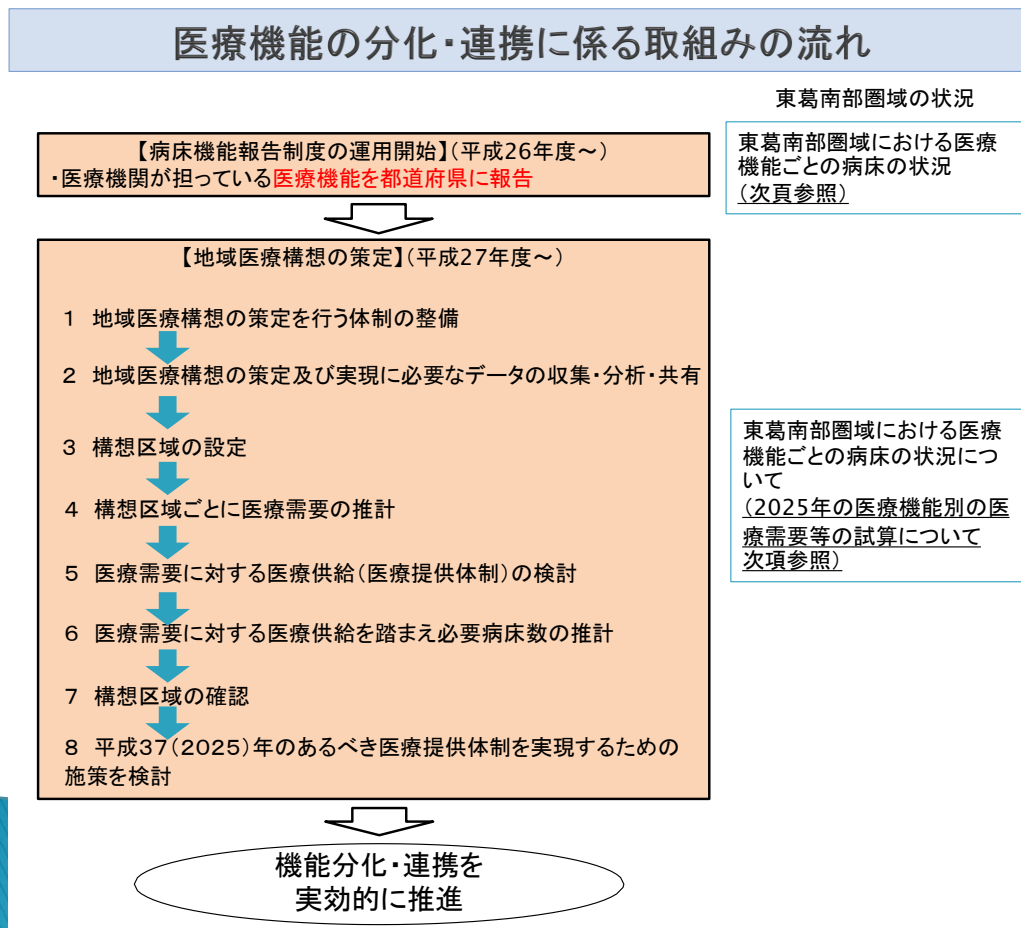 医療機能の分化・連携に係る取組みの流れ
東葛南部圏域の状況
【病床機能報告制度の運用開始】(平成26年度～)
・医療機関が担っている医療機能を都道府県に報告
東葛南部圏域における医療
機能ごとの病床の状況
(次頁参照)
【地域医療構想の策定】(平成27年度～)
1 地域医療構想の策定を行う体制の整備
2 地域医療構想の策定及び実現に必要なデータの収集・分析・共有
3 構想区域の設定
4 構想区域ごとに医療需要の推計
5 医療需要に対する医療供給(医療提供体制)の検討
6 医療需要に対する医療供給を踏まえ必要病床数の推計
7 構想区域の確認
8 平成37(2025)年のあるべき医療提供体制を実現するための
施策を検討
東葛南部圏域における医療
機能ごとの病床の状況につ
いて
(2025年の医療機能別の医
療需要等の試算について
次項参照)
機能分化・連携を
実効的に推進